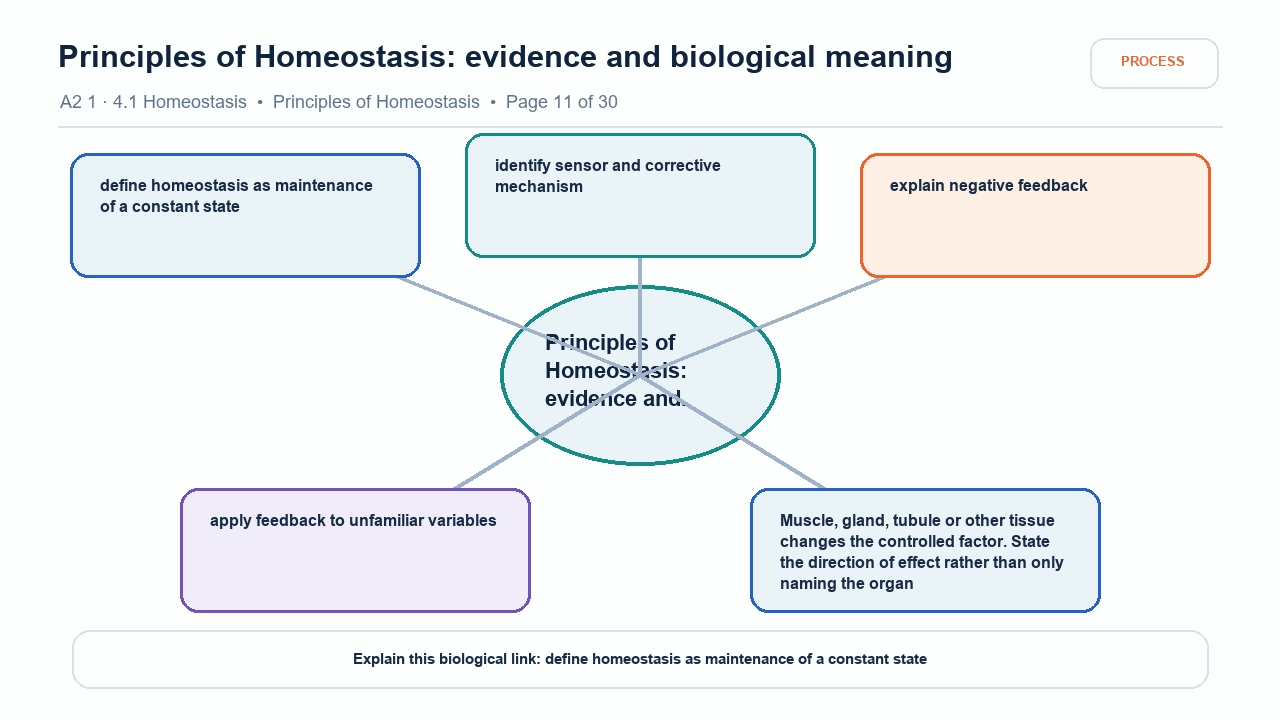 Principles of Homeostasis: evidence and biological meaning
PROCESS
A2 1 · 4.1 Homeostasis • Principles of Homeostasis • Page 11 of 30
define homeostasis as maintenance
of a constant state
identify sensor and corrective
mechanism
explain negative feedback
Principles of
Homeostasis:
evidence and.
apply feedback to unfamiliar variables
Muscle, gland, tubule or other tissue
changes the controlled factor. State
the direction of effect rather than only
naming the organ
Explain this biological link: define homeostasis as maintenance of a constant state